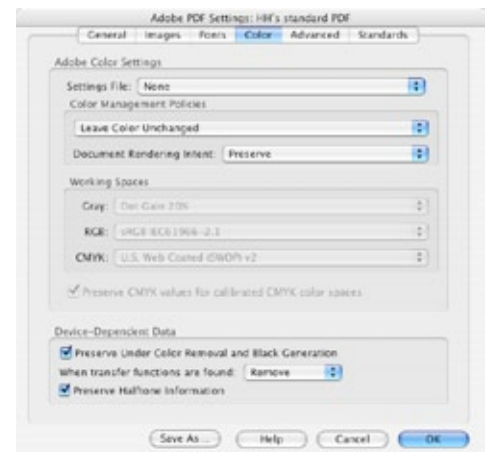 Adobe PDF Settings: HH's standard PDF
General Images Fonts Color Advanced Standards
Adobe Color Settings
Settings File: None
Color Management Policies
Leave Color Unchanged
Document Rendering Intent: Preserve
Working Spaces
Gray: Dot Gain 20%
RGB: sRGB IEC61966-2.1
CMYK: U.S. Web Coated (SWOP) v2
Preserve CMYK values for calibrated CMYK color spaces
Device-Dependent Data
Preserve Under Color Removal and Black Generation
When transfer functions are found: Remove
Preserve Halftone Information
Save As... Help Cancel OK